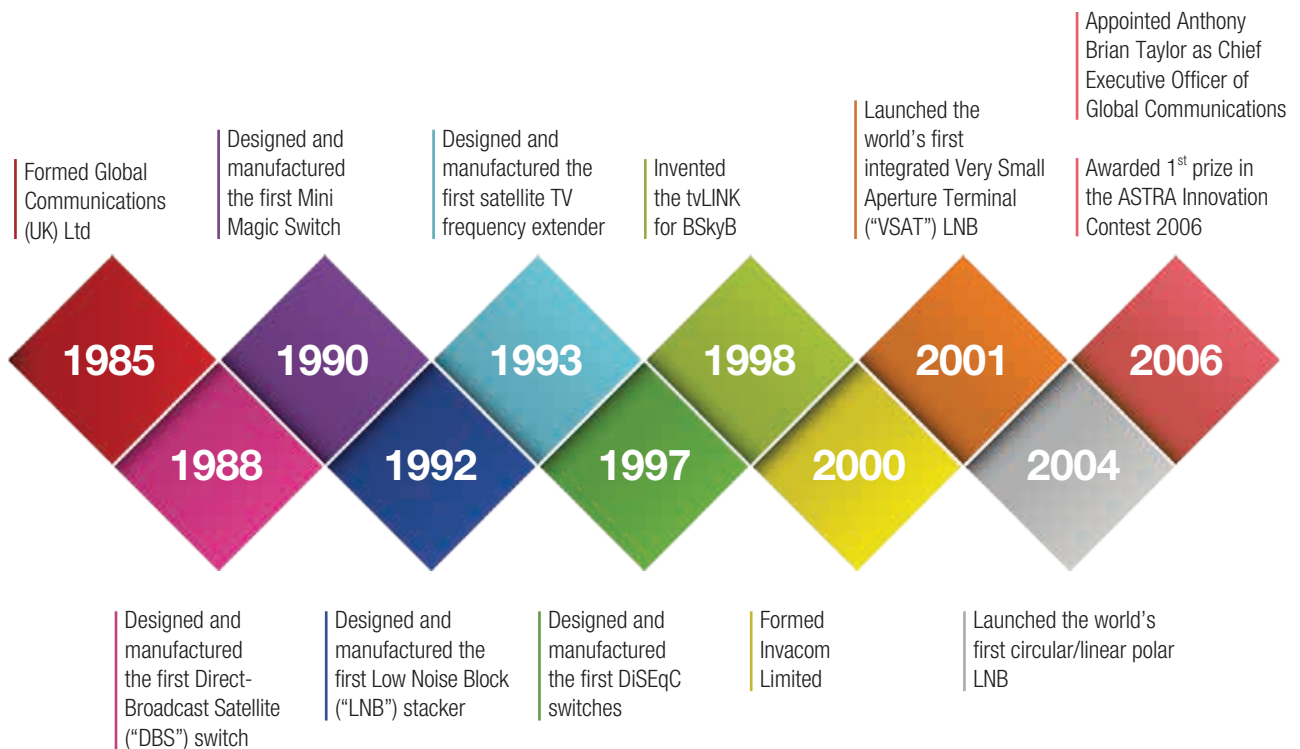 Appointed Anthony
Brian Taylor as Chief
Executive Officer of
Global Communications
Awarded 1st prize in
the ASTRA Innovation
Contest 2006
Launched the
world's first
integrated Very Small
Aperture Terminal
("VSAT") LNB
Invented
the tvLINK
for BSkyB
Designed and
manufactured the
first satellite TV
frequency extender
Designed and
manufactured
the first Mini
Magic Switch
Formed Global
Communications
(UK) Ltd
1985
1990
1993
1998
2001
2006
1988
1992
1997
2000
2004
Designed and
manufactured
the first Direct-
Broadcast Satellite
("DBS") switch
Designed and
manufactured the
first Low Noise Block
("LNB") stacker
Designed and
manufactured
the first DiSEqC
switches
Formed
Invacom
Limited
Launched the world's
first circular/linear polar
LNB